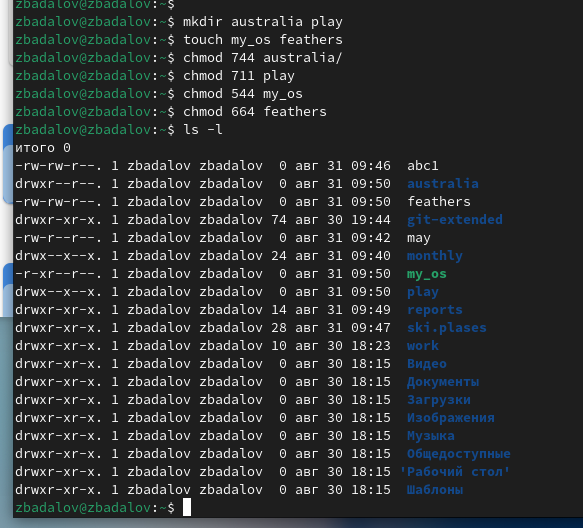 zbadalov@zbadalov:~$
zbadalov@zbadalov:~$ mkdir australia play
zbadalov@zbadalov:~$ touch my_os feathers
zbadalov@zbadalov:~$ chmod 744 australia/
zbadalov@zbadalov:~$ chmod 711 play
zbadalov@zbadalov:~$ chmod 544 my_os
zbadalov@zbadalov:~$ chmod 664 feathers
zbadalov@zbadalov:~$ ls -l
итого 0
-rw-rw-r--. 1 zbadalov zbadalov  0 авг 31 09:46  abc1
drwxr--r--. 1 zbadalov zbadalov  0 авг 31 09:50  australia
-rw-rw-r--. 1 zbadalov zbadalov  0 авг 31 09:50  feathers
drwxr-xr-x. 1 zbadalov zbadalov 74 авг 30 19:44  git-extended
-rw-r--r--. 1 zbadalov zbadalov  0 авг 31 09:42  may
drwx--x--x. 1 zbadalov zbadalov 24 авг 31 09:40  monthly
-r-xr--r--. 1 zbadalov zbadalov  0 авг 31 09:50  my_os
drwx--x--x. 1 zbadalov zbadalov  0 авг 31 09:50  play
drwxr-xr-x. 1 zbadalov zbadalov 14 авг 31 09:49  reports
drwxr-xr-x. 1 zbadalov zbadalov 28 авг 31 09:47  ski.plases
drwxr-xr-x. 1 zbadalov zbadalov 10 авг 30 18:23  work
drwxr-xr-x. 1 zbadalov zbadalov  0 авг 30 18:15  Видео
drwxr-xr-x. 1 zbadalov zbadalov  0 авг 30 18:15  Документы
drwxr-xr-x. 1 zbadalov zbadalov  0 авг 30 18:15  Загрузки
drwxr-xr-x. 1 zbadalov zbadalov  0 авг 30 18:15  Изображения
drwxr-xr-x. 1 zbadalov zbadalov  0 авг 30 18:15  Музыка
drwxr-xr-x. 1 zbadalov zbadalov  0 авг 30 18:15  Общедоступные
drwxr-xr-x. 1 zbadalov zbadalov  0 авг 30 18:15 'Рабочий стол'
drwxr-xr-x. 1 zbadalov zbadalov  0 авг 30 18:15  Шаблоны
zbadalov@zbadalov:~$